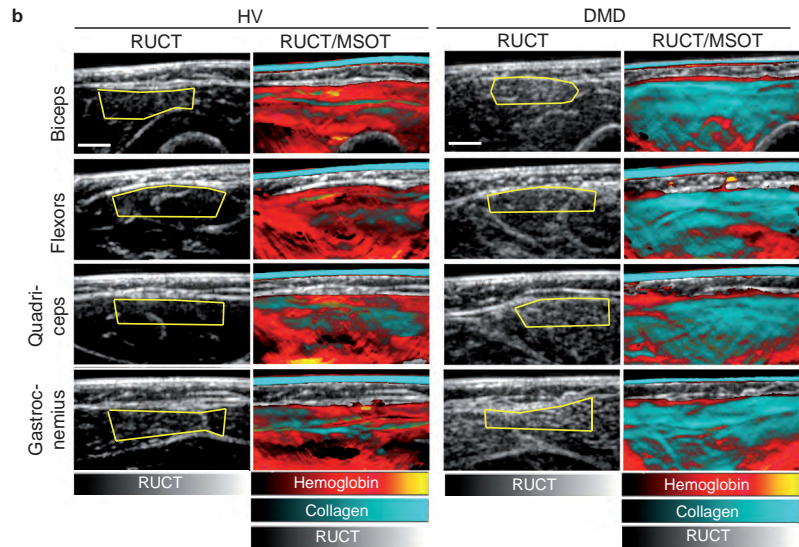 b
HV DMD
RUCT RUCT/MSOT RUCT RUCT/MSOT
Biceps
Flexors
Quadri-
ceps
Gastroc-
nemius
RUCT Hemoglobin RUCT Hemoglobin
Collagen Collagen
RUCT RUCT